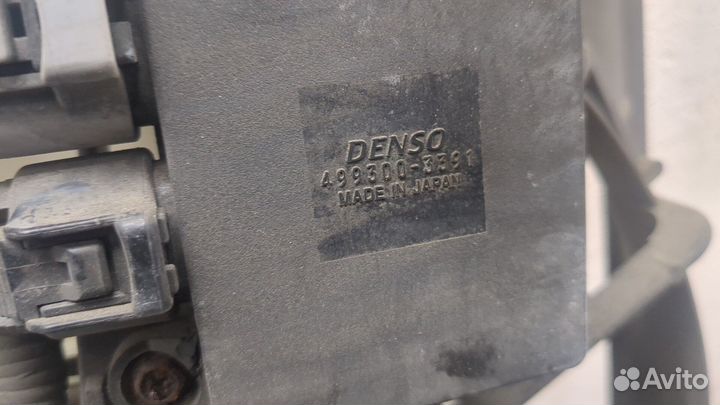 DENSO
499300-3391
MADE IN JAPAN
Avito